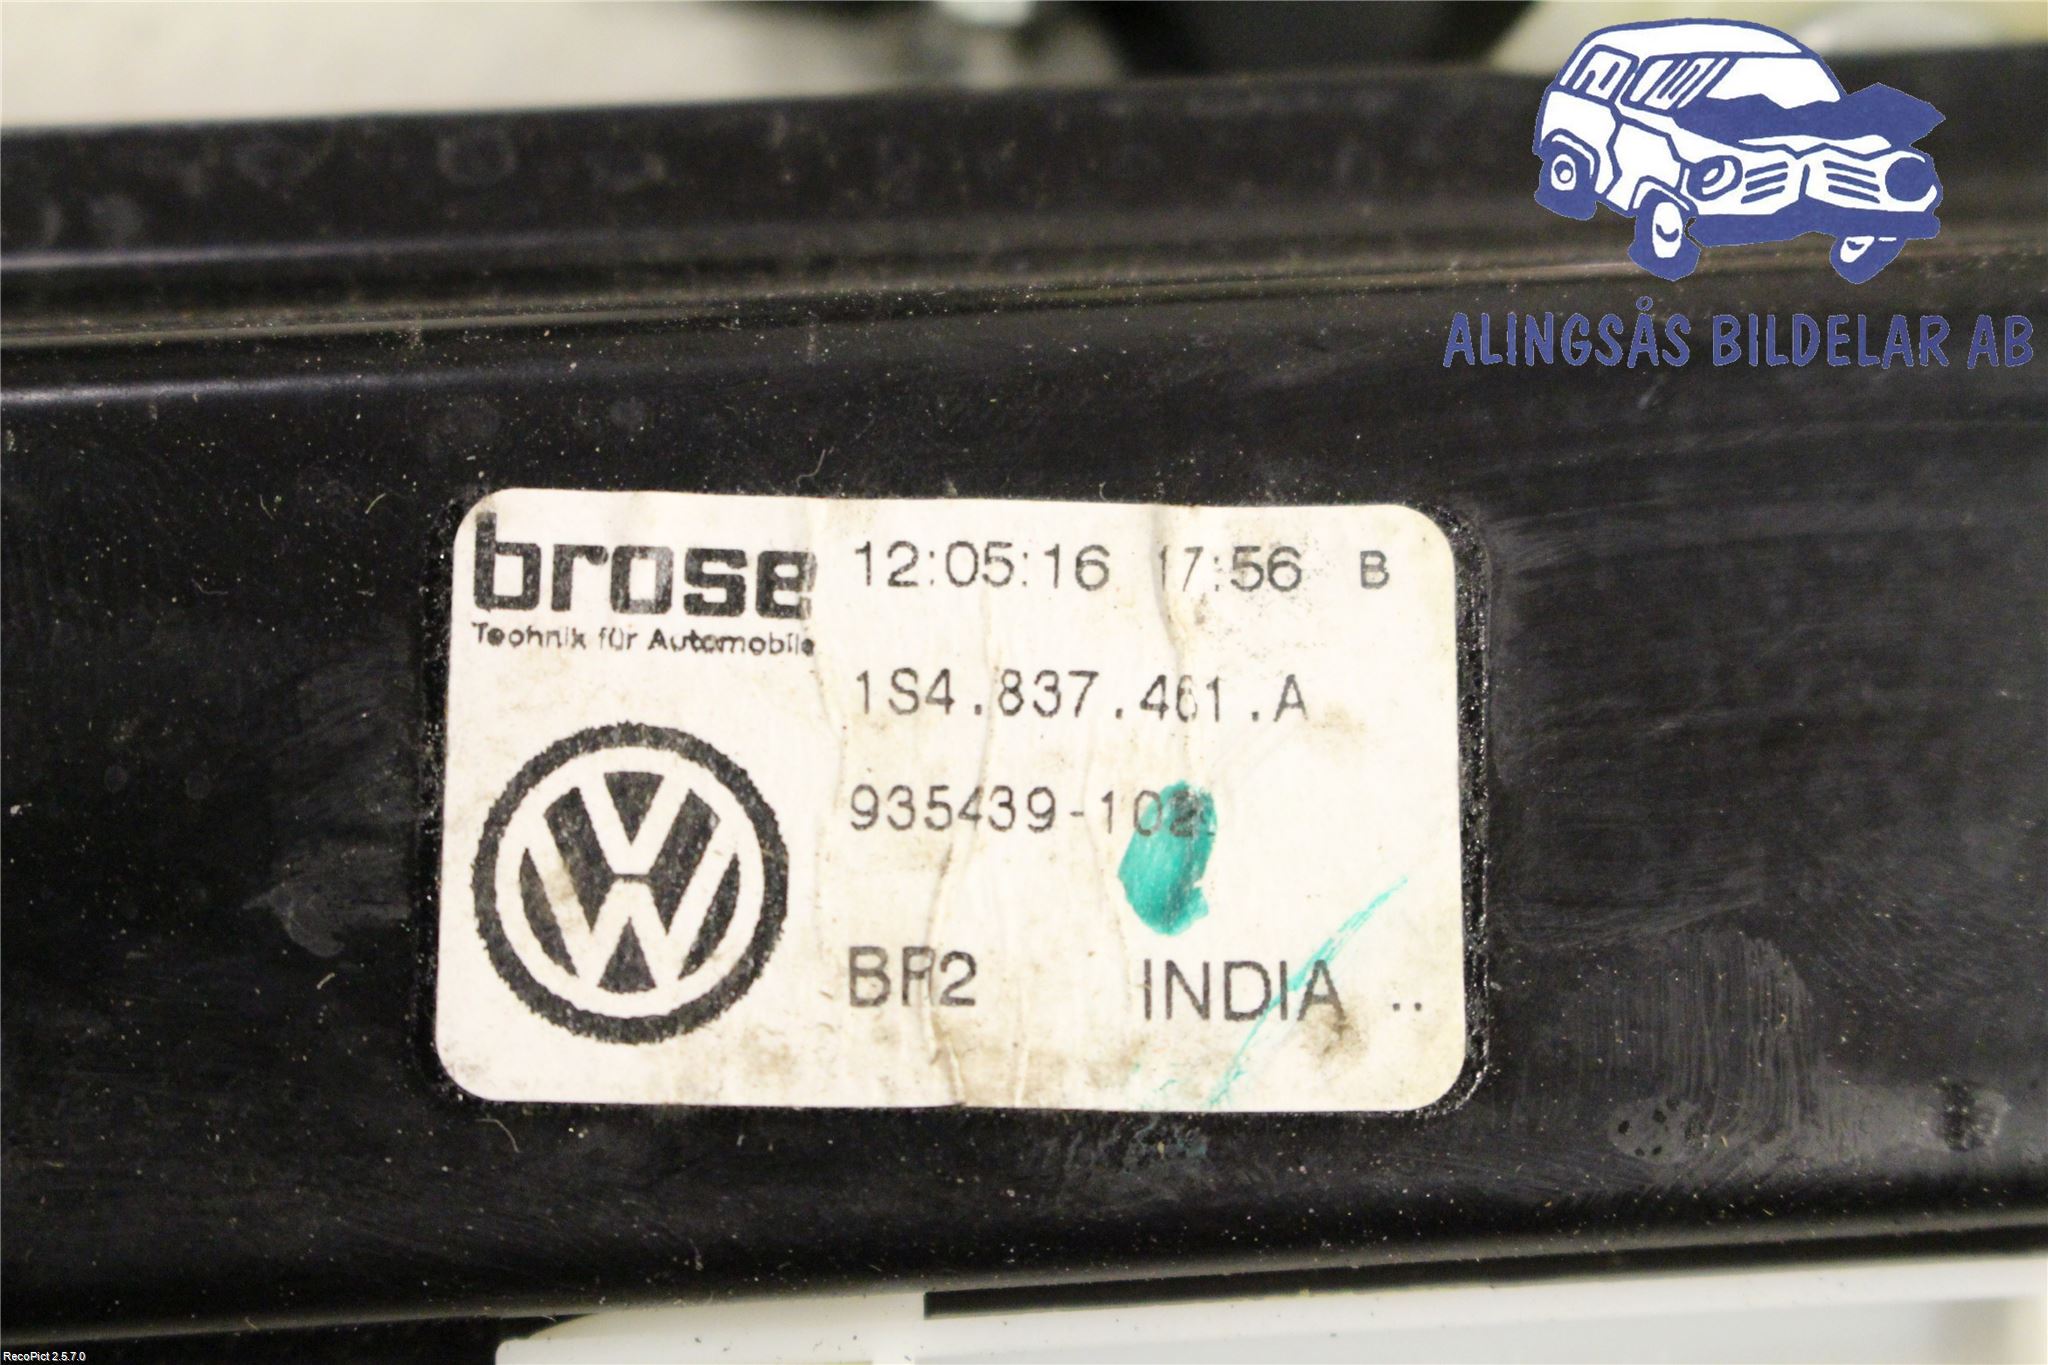 ALINGSÅS BILDELAR AB
brose 12:05:16 17:56 B
Technik für Automobile
1S4.837.461.A
935439-102
BR2 INDIA ..
RecoPict 2.5.7.0